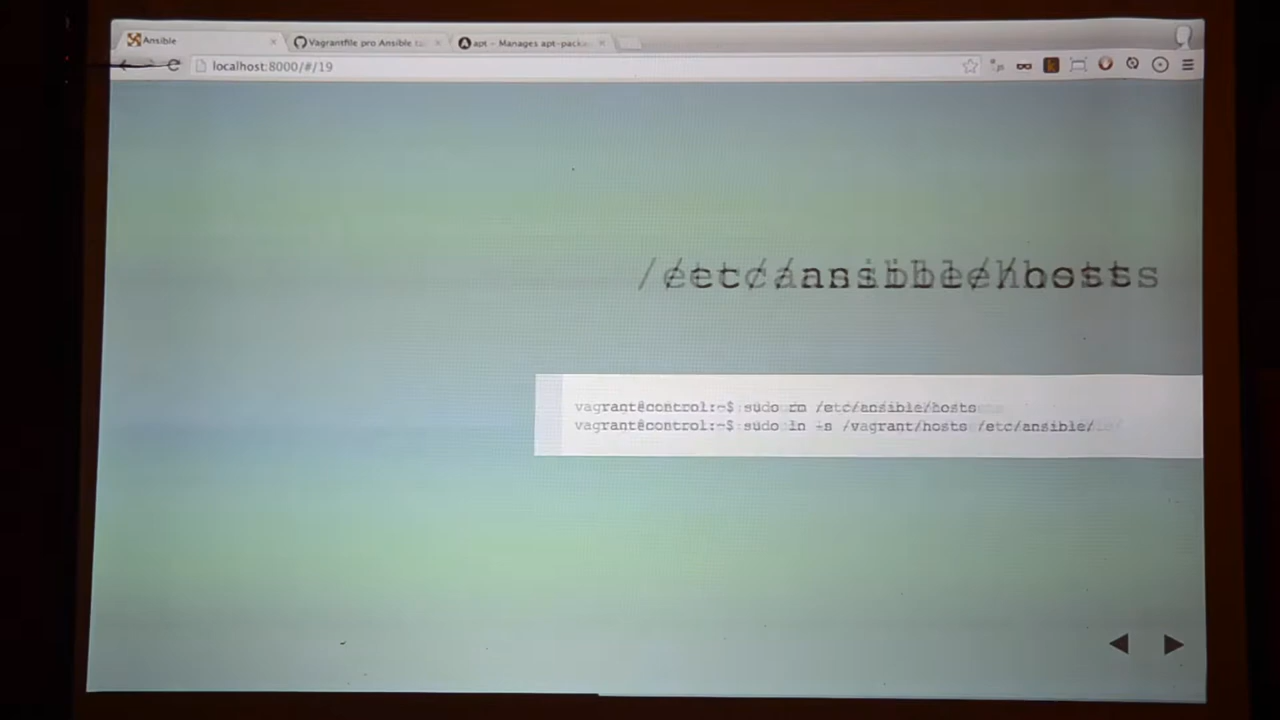 Ansible
Vagrantfile pro Ansible
apt - Manages apt-packa
localhost:8000/#/19
/etc/ansible/hosts
vagrant@control:~$ sudo rm /etc/ansible/hosts
vagrant@control:~$ sudo ln -s /vagrant/hosts /etc/ansible/